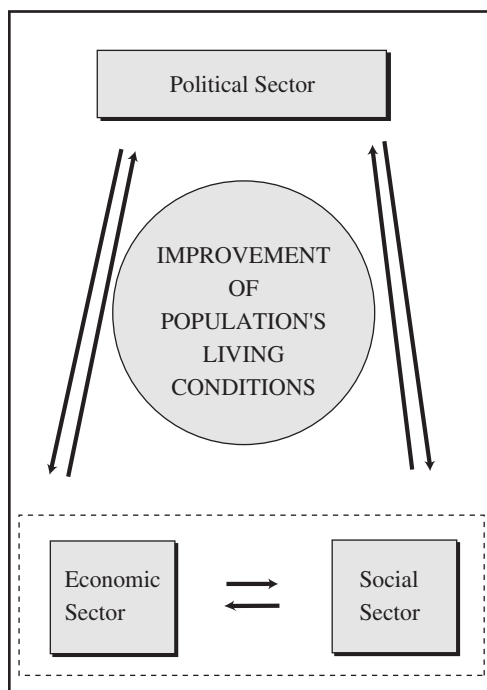 Political Sector
IMPROVEMENT
OF
POPULATION'S
LIVING
CONDITIONS
Economic
Sector
Social
Sector